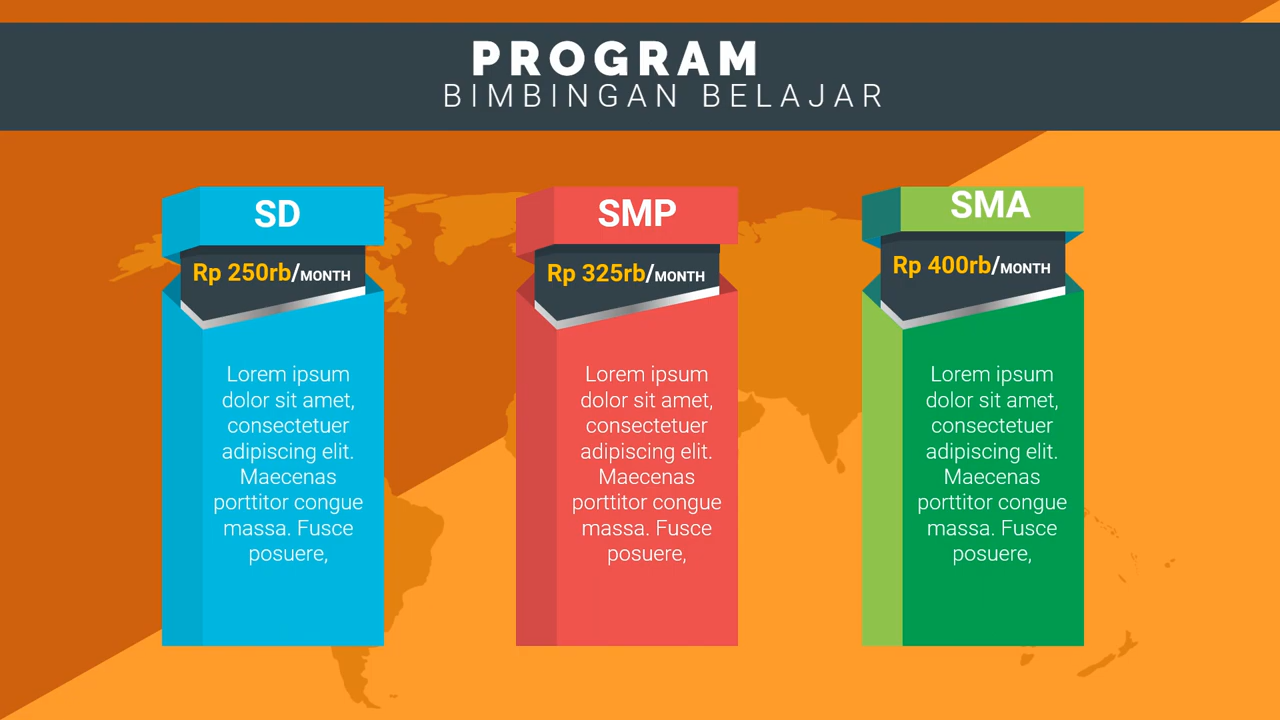 PROGRAM
BIMBINGAN BELAJAR
SD
Rp 250rb/MONTH
Lorem ipsum
dolor sit amet,
consectetuer
adipiscing elit.
Maecenas
porttitor congue
massa. Fusce
posuere,
SMP
Rp 325rb/MONTH
Lorem ipsum
dolor sit amet,
consectetuer
adipiscing elit.
Maecenas
porttitor congue
massa. Fusce
posuere,
SMA
Rp 400rb/MONTH
Lorem ipsum
dolor sit amet,
consectetuer
adipiscing elit.
Maecenas
porttitor congue
massa. Fusce
posuere,